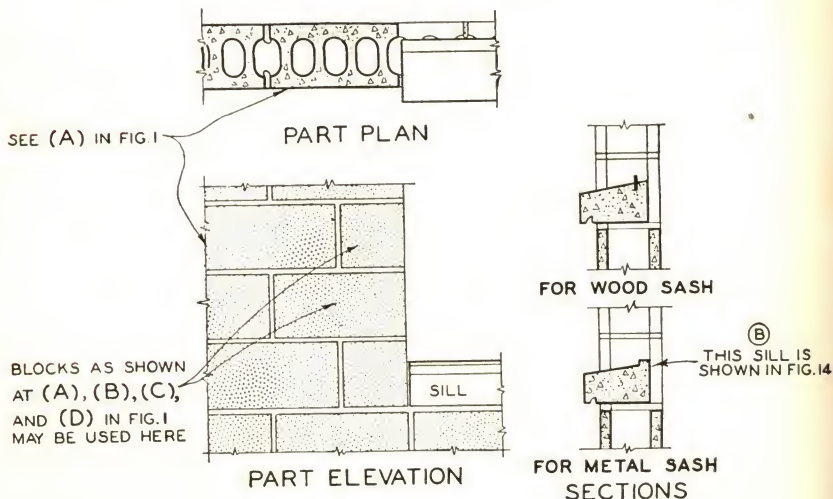 SEE (A) IN FIG.1
PART PLAN
BLOCKS AS SHOWN
AT (A), (B), (C),
AND (D) IN FIG.1
MAY BE USED HERE
SILL
PART ELEVATION
FOR WOOD SASH
(B)
THIS SILL IS
SHOWN IN FIG.14
FOR METAL SASH
SECTIONS